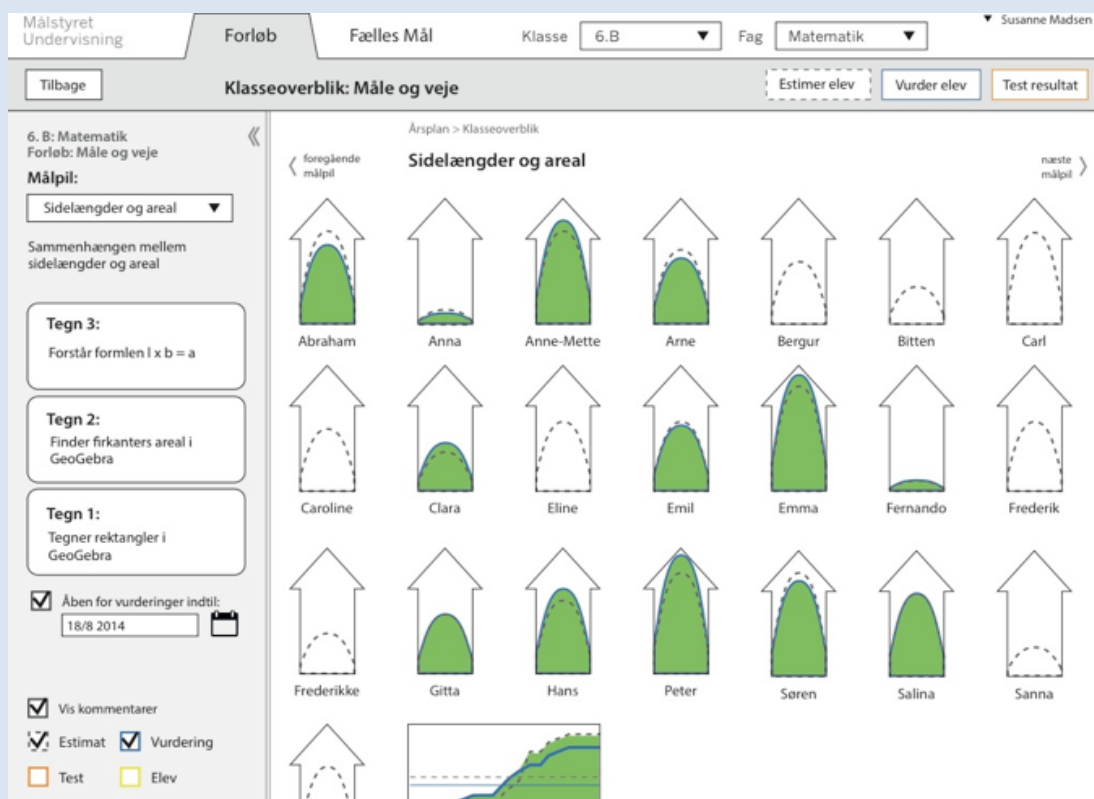 Målstyret
Undervisning
Forløb
Fælles Mål
Klasse
6.B
Fag
Matematik
Susanne Madsen
Tilbage
Klasseoverblik: Måle og veje
Estimer elev
Vurder elev
Test resultat
6. B: Matematik
Forløb: Måle og veje
Målpil:
Sidelængder og areal
Sammenhængen mellem
sidelængder og areal
Tegn 3:
Forstår formlen l x b = a
Tegn 2:
Finder firkanters areal i
GeoGebra
Tegn 1:
Tegner rektangler i
GeoGebra
Åben for vurderinger indtil:
18/8 2014
Vis kommentarer
Estimat
Vurdering
Test
Elev
Årsplan > Klasseoverblik
foregående
målpil
Sidelængder og areal
næste
målpil
Abraham
Anna
Anne-Mette
Arne
Bergur
Bitten
Carl
Caroline
Clara
Eline
Emil
Emma
Fernando
Frederik
Frederikke
Gitta
Hans
Peter
Søren
Salina
Sanna